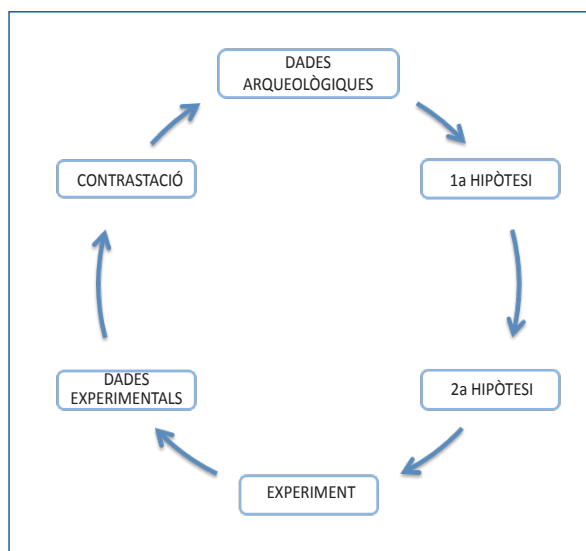 DADES
ARQUEOLÒGIQUES
1a HIPÒTESI
2a HIPÒTESI
EXPERIMENT
DADES
EXPERIMENTALS
CONTRASTACIÓ